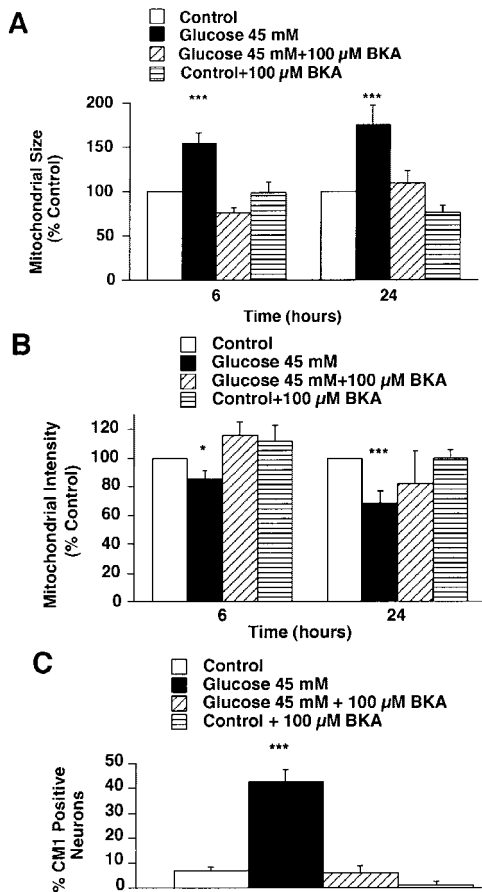 A
Control
Glucose 45 mM
Glucose 45 mM+100 µM BKA
Control+100 µM BKA
Mitochondrial Size
(% Control)
200
150
100
50
0
***
***
6
24
Time (hours)
B
Control
Glucose 45 mM
Glucose 45 mM+100 µM BKA
Control+100 µM BKA
Mitochondrial Intensity
(% Control)
120
100
80
60
40
20
0
*
***
6
24
Time (hours)
C
Control
Glucose 45 mM
Glucose 45 mM + 100 µM BKA
Control + 100 µM BKA
% CM1 Positive
Neurons
50
40
30
20
10
0
***